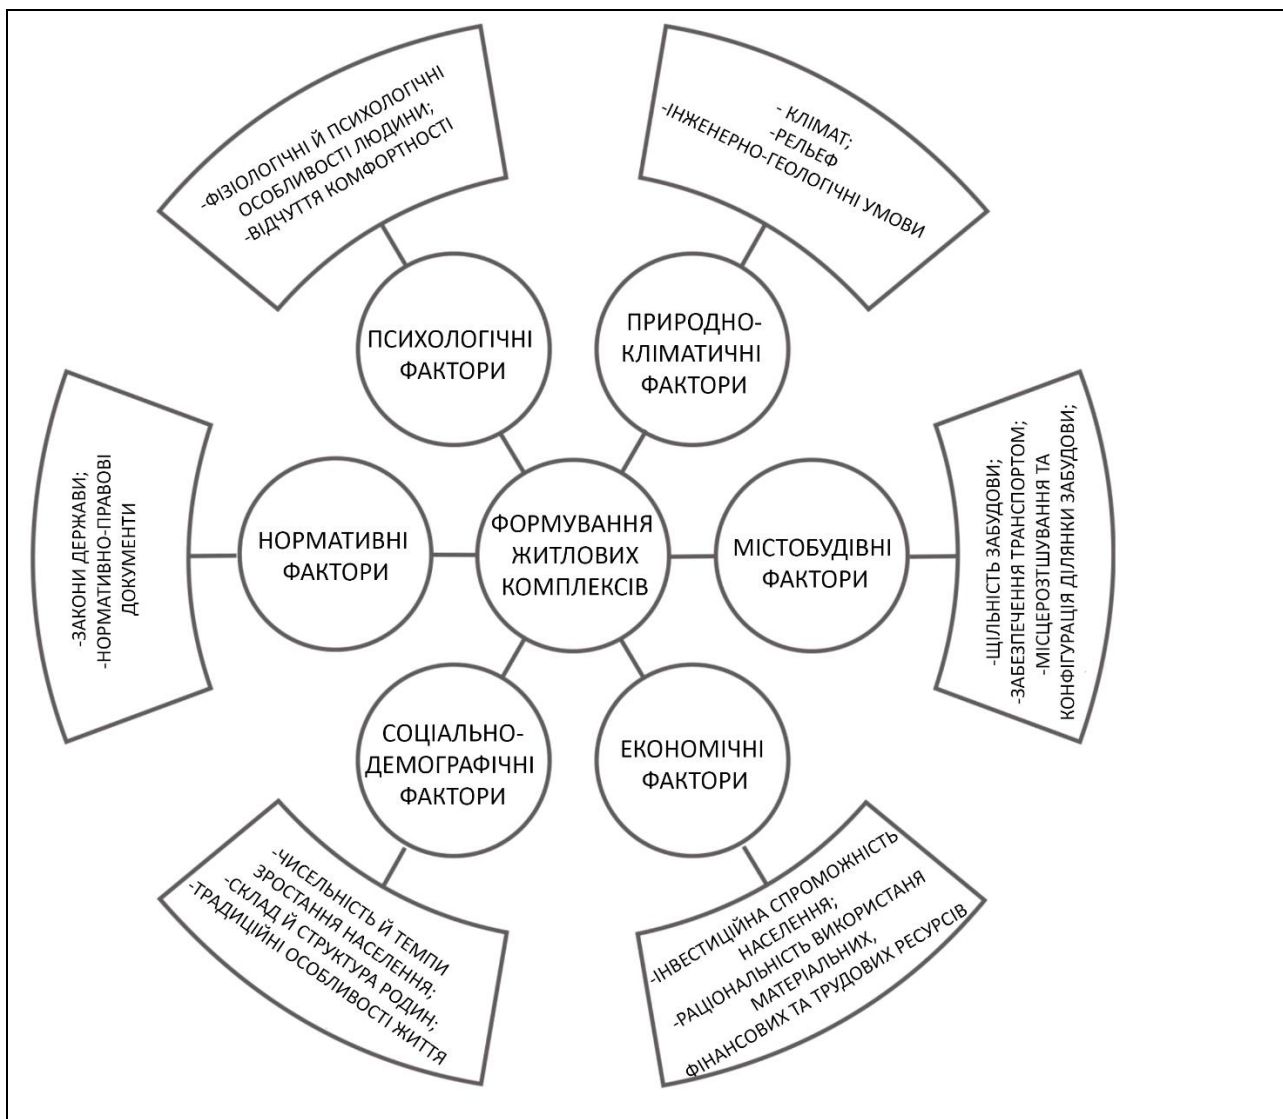 -ФІЗІОЛОГІЧНІ Й ПСИХОЛОГІЧНІ
ОСОБЛИВОСТІ ЛЮДИНИ;
-ВІДЧУТТЯ КОМФОРТНОСТІ
- КЛІМАТ;
-РЕЛЬЕФ
-ІНЖЕНЕРНО-ГЕОЛОГІЧНІ УМОВИ
ПСИХОЛОГІЧНІ
ФАКТОРИ
ПРИРОДНО-
КЛІМАТИЧНІ
ФАКТОРИ
-ЗАКОНИ ДЕРЖАВИ;
-НОРМАТИВНО-ПРАВОВІ
ДОКУМЕНТИ
НОРМАТИВНІ
ФАКТОРИ
ФОРМУВАННЯ
ЖИТЛОВИХ
КОМПЛЕКСІВ
МІСТОБУДІВНІ
ФАКТОРИ
-ЩІЛЬНІСТЬ ЗАБУДОВИ;
-ЗАБЕЗПЕЧЕННЯ ТРАНСПОРТОМ;
-МІСЦЕРОЗТШУВАННЯ ТА
КОНФІГУРАЦІЯ ДІЛЯНКИ ЗАБУДОВИ;
СОЦІАЛЬНО-
ДЕМОГРАФІЧНІ
ФАКТОРИ
ЕКОНОМІЧНІ
ФАКТОРИ
-ЧИСЕЛЬНІСТЬ Й ТЕМПИ
ЗРОСТАННЯ НАСЕЛЕННЯ;
-СКЛАД Й СТРУКТУРА РОДИН;
-ТРАДИЦІЙНІ ОСОБЛИВОСТІ ЖИТТЯ
-ІНВЕСТИЦІЙНА СПРОМОЖНІСТЬ
НАСЕЛЕННЯ;
-РАЦІОНАЛЬНІСТЬ ВИКОРИСТАНЯ
МАТЕРІАЛЬНИХ,
ФІНАНСОВИХ ТА ТРУДОВИХ РЕСУРСІВ